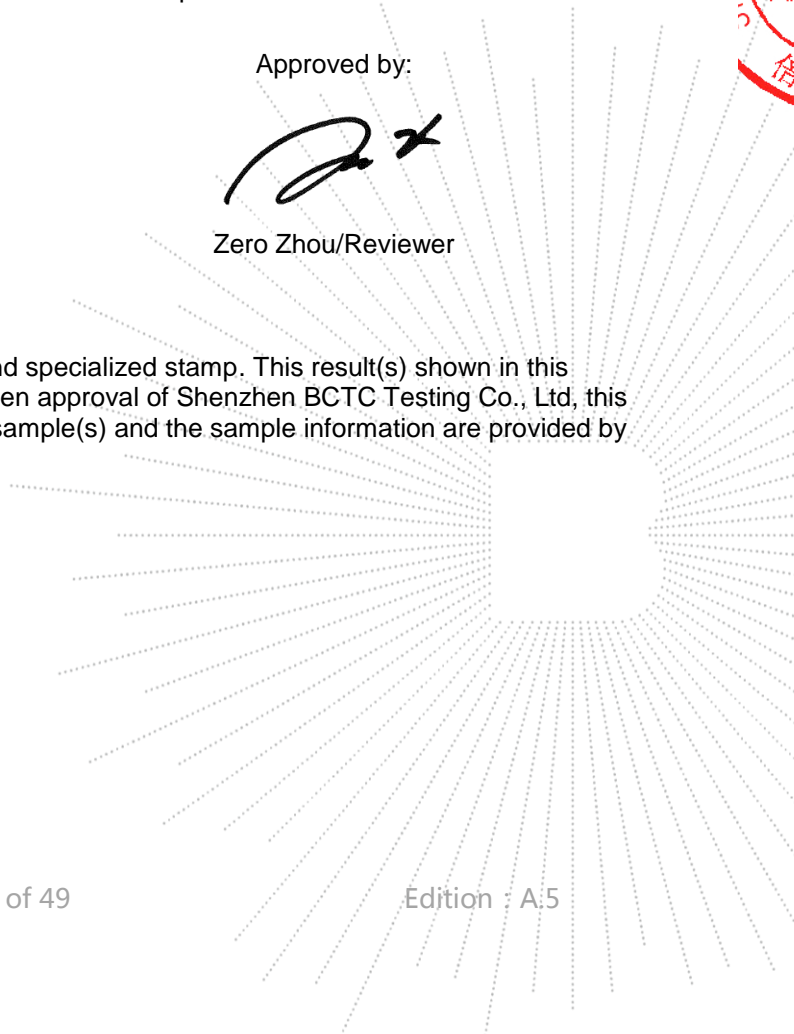 Approved by:
Zero Zhou/Reviewer
nd specialized stamp. This result(s) shown in this
en approval of Shenzhen BCTC Testing Co., Ltd, this
sample(s) and the sample information are provided by
of 49 Edition：A.5